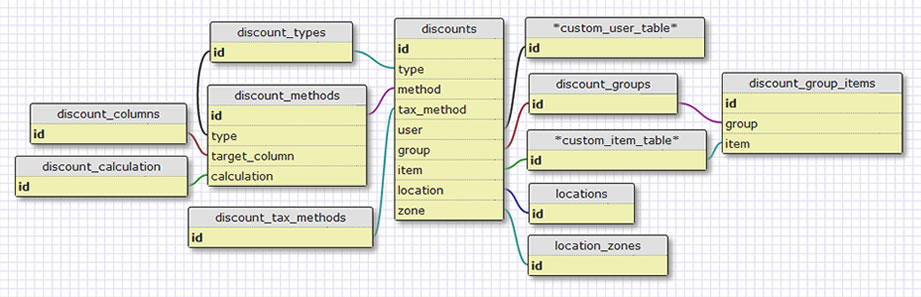 discount_types
id
discount_methods
id
type
target_column
calculation
discount_columns
id
discount_calculation
id
discount_tax_methods
id
discounts
id
type
method
tax_method
user
group
item
location
zone
*custom_user_table*
id
discount_groups
id
*custom_item_table*
id
locations
id
location_zones
id
discount_group_items
id
group
item